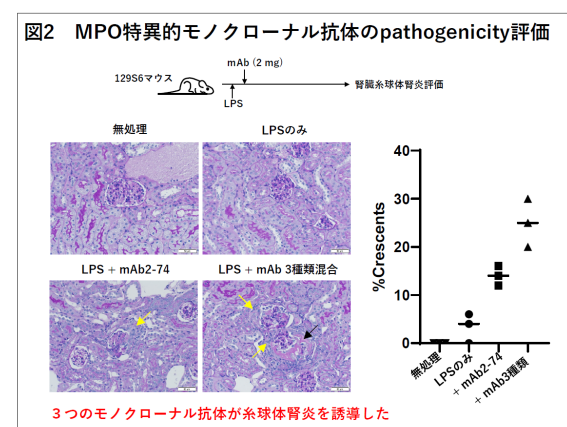 図2　MPO特異的モノクローナル抗体のpathogenicity評価
mAb (2 mg)
129S6マウス
腎臓糸球体腎炎評価
LPS
無処理
LPSのみ
LPS + mAb2-74
LPS + mAb 3種類混合
%Crescents
40
30
20
10
0
無処理
LPSのみ
+ mAb2-74
+ mAb3種類
３つのモノクローナル抗体が糸球体腎炎を誘導した